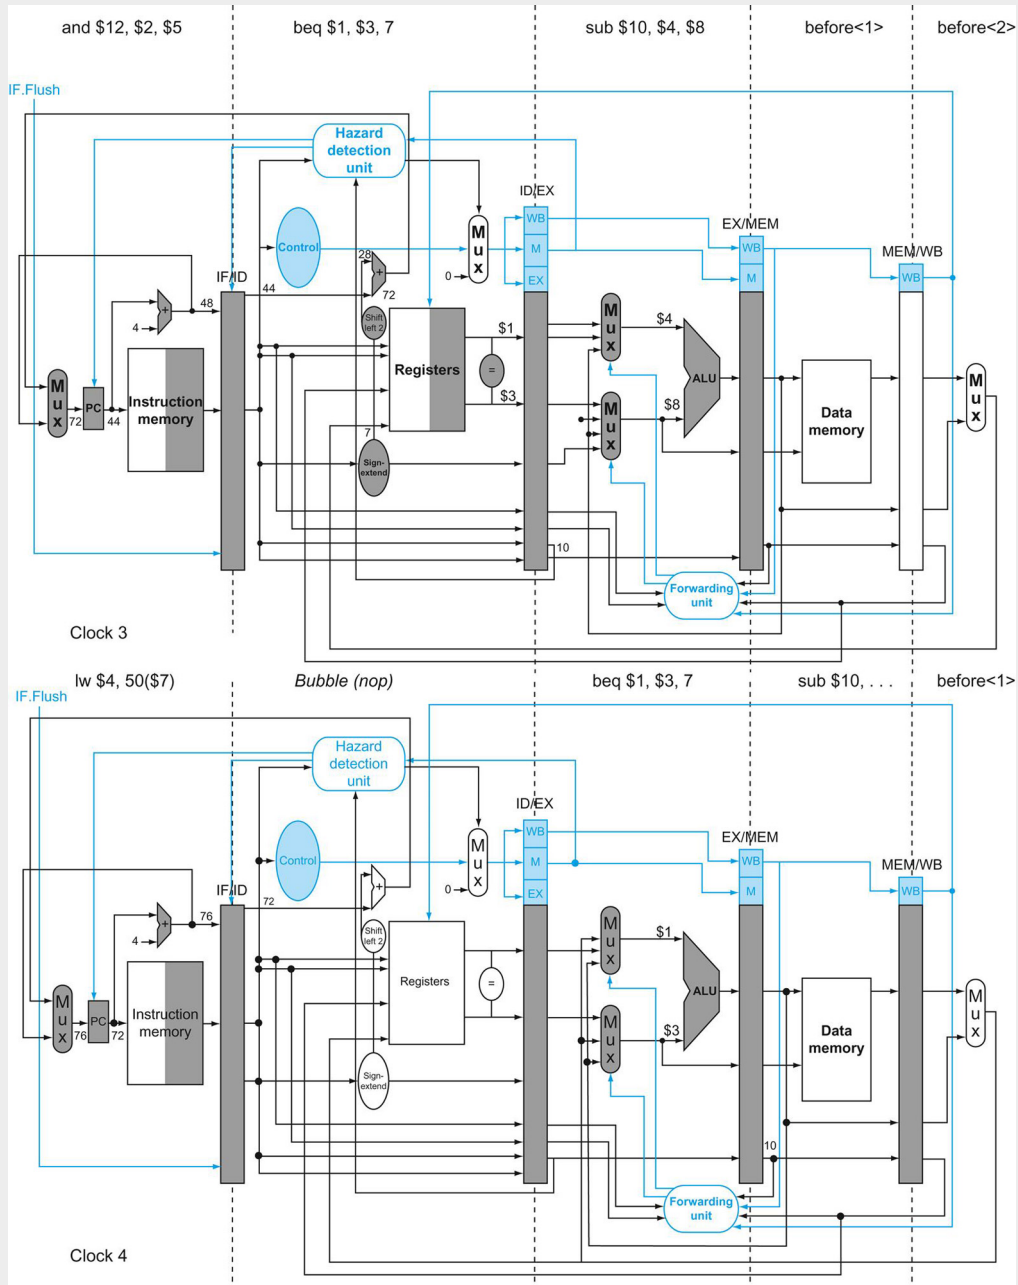 and $12, $2, $5
beq $1, $3, 7
sub $10, $4, $8
before<1>
before<2>
IF.Flush
Hazard
detection
unit
ID/EX
WB
M
EX
EX/MEM
WB
M
MEM/WB
WB
Control
M
u
x
0
28
+
72
IF/ID
44
48
+
4
Shift
left 2
Registers
$1
=
$3
M
u
x
$4
M
u
x
$8
ALU
Data
memory
M
u
x
M
u
x
72
PC
44
Instruction
memory
7
Sign-
extend
10
Forwarding
unit
Clock 3
lw $4, 50($7)
Bubble (nop)
beq $1, $3, 7
sub $10, . . .
before<1>
IF.Flush
Hazard
detection
unit
ID/EX
WB
M
EX
EX/MEM
WB
M
MEM/WB
WB
Control
M
u
x
0
+
IF/ID
72
76
+
4
Shift
left 2
Registers
=
M
u
x
$1
M
u
x
$3
ALU
Data
memory
M
u
x
M
u
x
76
PC
72
Instruction
memory
Sign-
extend
10
Forwarding
unit
Clock 4